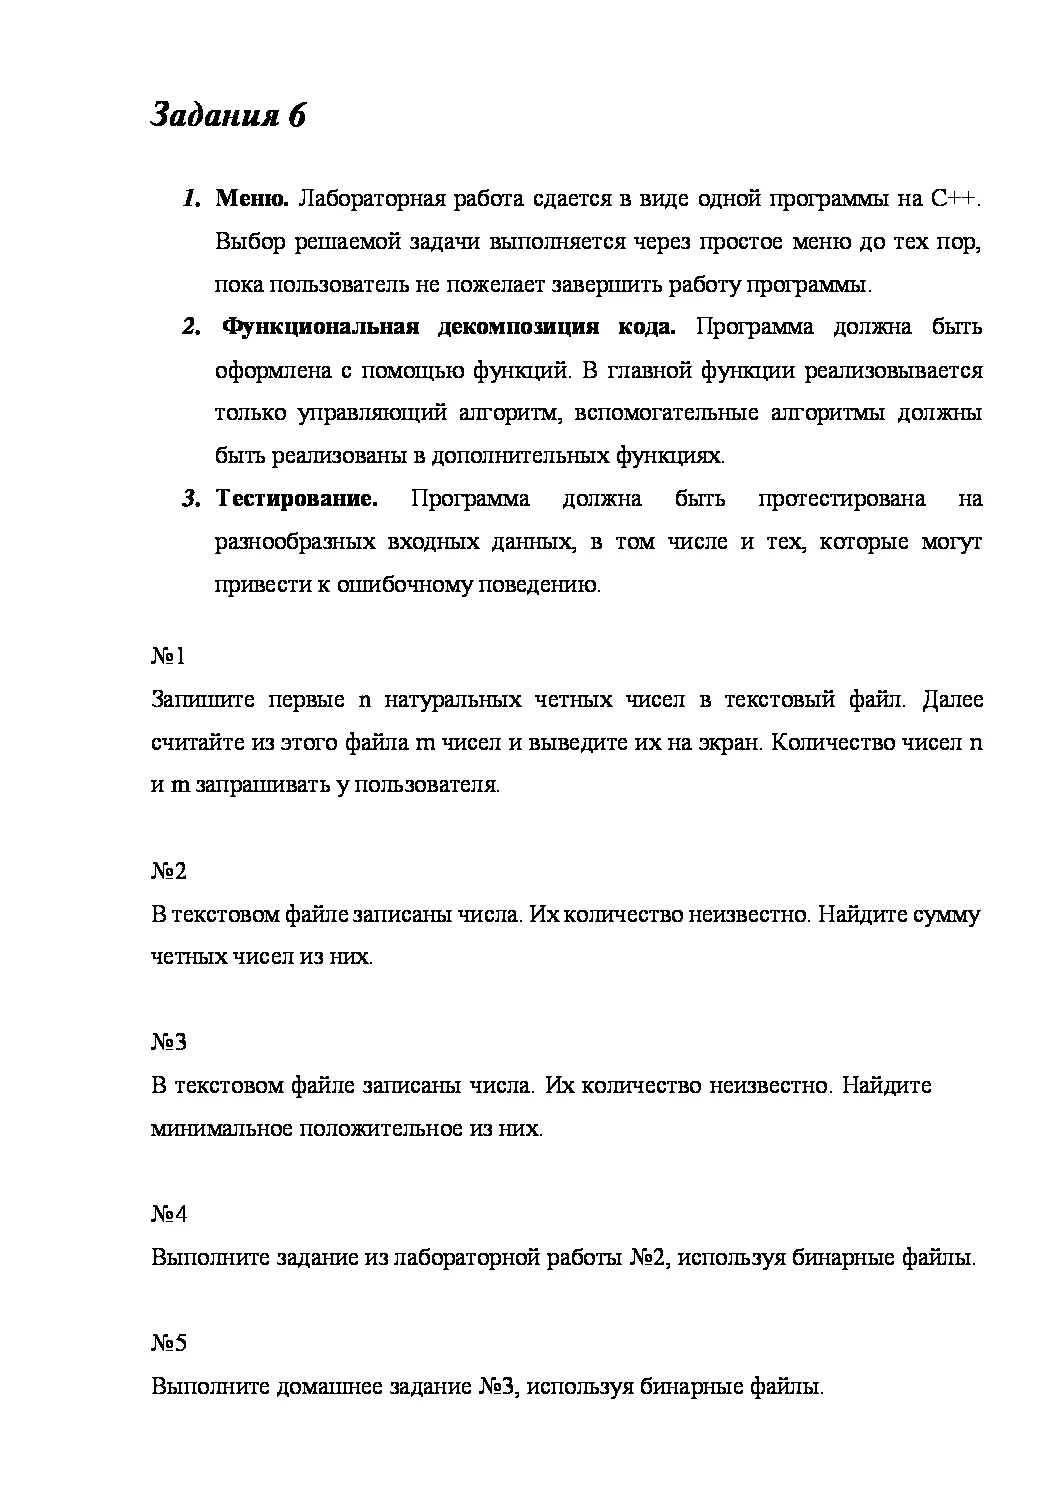 Задания 6
1. Меню. Лабораторная работа сдается в виде одной программы на С++.
Выбор решаемой задачи выполняется через простое меню до тех пор,
пока пользователь не пожелает завершить работу программы.
2. Функциональная декомпозиция кода. Программа должна быть
оформлена с помощью функций. В главной функции реализовывается
только управляющий алгоритм, вспомогательные алгоритмы должны
быть реализованы в дополнительных функциях.
3. Тестирование. Программа должна быть протестирована на
разнообразных входных данных, в том числе и тех, которые могут
привести к ошибочному поведению.
№1
Запишите первые n натуральных четных чисел в текстовый файл. Далее
считайте из этого файла m чисел и выведите их на экран. Количество чисел n
и m запрашивать у пользователя.
№2
В текстовом файле записаны числа. Их количество неизвестно. Найдите сумму
четных чисел из них.
№3
В текстовом файле записаны числа. Их количество неизвестно. Найдите
минимальное положительное из них.
№4
Выполните задание из лабораторной работы №2, используя бинарные файлы.
№5
Выполните домашнее задание №3, используя бинарные файлы.